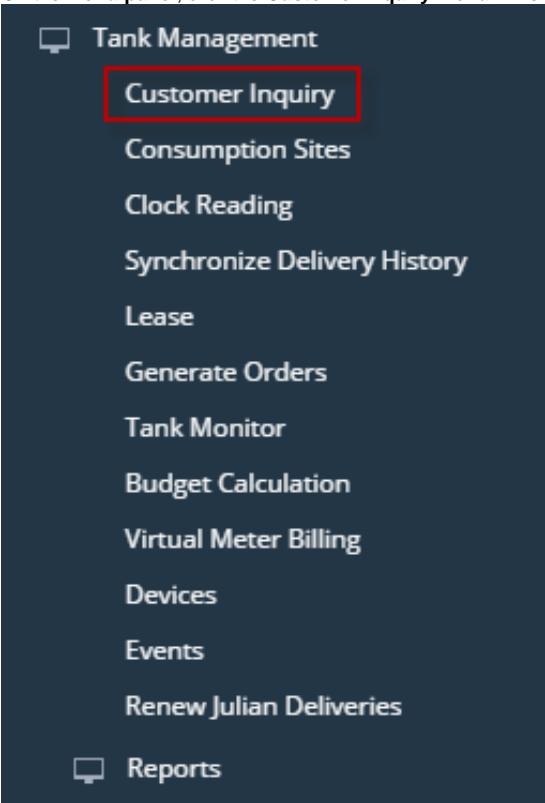 Tank Management
Customer Inquiry
Consumption Sites
Clock Reading
Synchronize Delivery History
Lease
Generate Orders
Tank Monitor
Budget Calculation
Virtual Meter Billing
Devices
Events
Renew Julian Deliveries
Reports